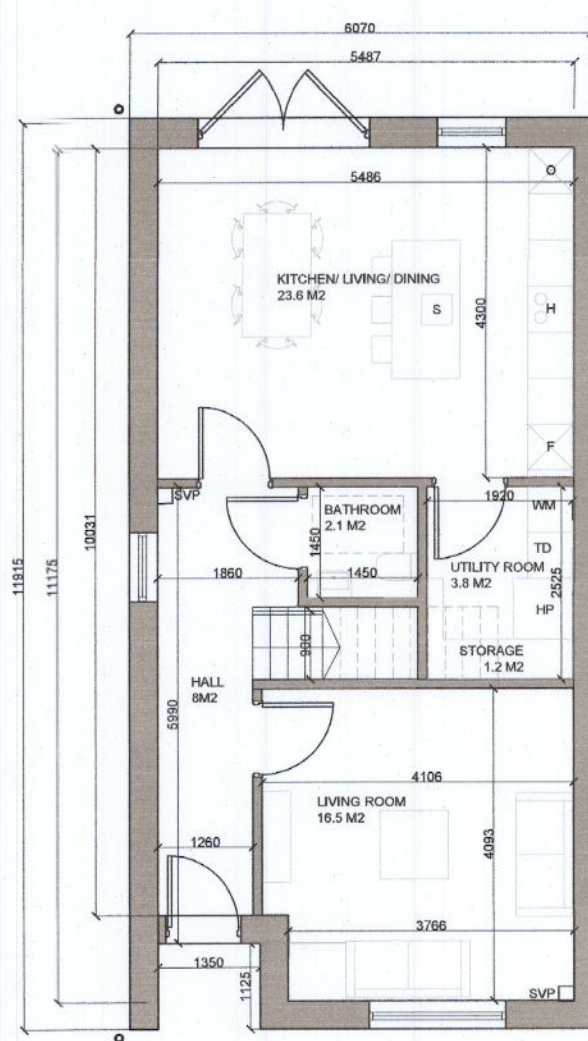 6070
5487
5486
O
KITCHEN/ LIVING/ DINING
23.6 M2
S
H
4300
F
SVP
BATHROOM
2.1 M2
1450
1450
1920
WM
TD
UTILITY ROOM
3.8 M2
2525
HP
STORAGE
1.2 M2
1860
900
HALL
8M2
5990
11915
11175
10031
4106
LIVING ROOM
16.5 M2
4093
1260
3766
1350
1125
SVP